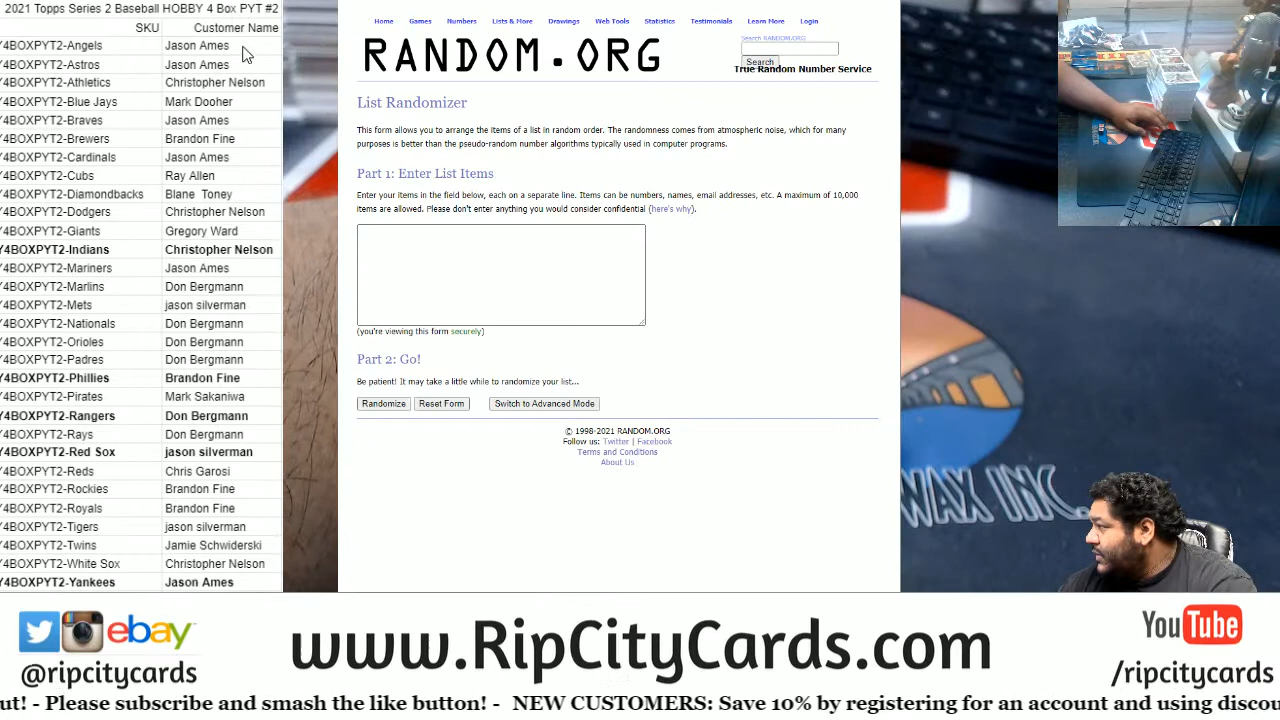 2021 Topps Series 2 Baseball HOBBY 4 Box PYT #2
SKU Customer Name
Y4BOXPYT2-Angels Jason Ames
Y4BOXPYT2-Astros Jason Ames
Y4BOXPYT2-Athletics Christopher Nelson
Y4BOXPYT2-Blue Jays Mark Dooher
Y4BOXPYT2-Braves Jason Ames
Y4BOXPYT2-Brewers Brandon Fine
Y4BOXPYT2-Cardinals Jason Ames
Y4BOXPYT2-Cubs Ray Allen
Y4BOXPYT2-Diamondbacks Blane Toney
Y4BOXPYT2-Dodgers Christopher Nelson
Y4BOXPYT2-Giants Gregory Ward
Y4BOXPYT2-Indians Christopher Nelson
Y4BOXPYT2-Mariners Jason Ames
Y4BOXPYT2-Marlins Don Bergmann
Y4BOXPYT2-Mets jason silverman
Y4BOXPYT2-Nationals Don Bergmann
Y4BOXPYT2-Orioles Don Bergmann
Y4BOXPYT2-Padres Don Bergmann
Y4BOXPYT2-Phillies Brandon Fine
Y4BOXPYT2-Pirates Mark Sakaniwa
Y4BOXPYT2-Rangers Don Bergmann
Y4BOXPYT2-Rays Don Bergmann
Y4BOXPYT2-Red Sox jason silverman
Y4BOXPYT2-Reds Chris Garosi
Y4BOXPYT2-Rockies Brandon Fine
Y4BOXPYT2-Royals Brandon Fine
Y4BOXPYT2-Tigers jason silverman
Y4BOXPYT2-Twins Jamie Schwiderski
Y4BOXPYT2-White Sox Christopher Nelson
Y4BOXPYT2-Yankees Jason Ames
Home Games Numbers Lists & More Drawings Web Tools Statistics Testimonials Learn More Login
RANDOM.ORG
Search RANDOM.ORG
Search
True Random Number Service
List Randomizer
This form allows you to arrange the items of a list in random order. The randomness comes from atmospheric noise, which for many
purposes is better than the pseudo-random number algorithms typically used in computer programs.
Part 1: Enter List Items
Enter your items in the field below, each on a separate line. Items can be numbers, names, email addresses, etc. A maximum of 10,000
items are allowed. Please don't enter anything you would consider confidential (here's why).
(you're viewing this form securely)
Part 2: Go!
Be patient! It may take a little while to randomize your list...
Randomize Reset Form Switch to Advanced Mode
© 1998-2021 RANDOM.ORG
Follow us: Twitter | Facebook
Terms and Conditions
About Us
WAX INC.
ebay
@ripcitycards
www.RipCityCards.com
YouTube
/ripcitycards
out! - Please subscribe and smash the like button! - NEW CUSTOMERS: Save 10% by registering for an account and using discou